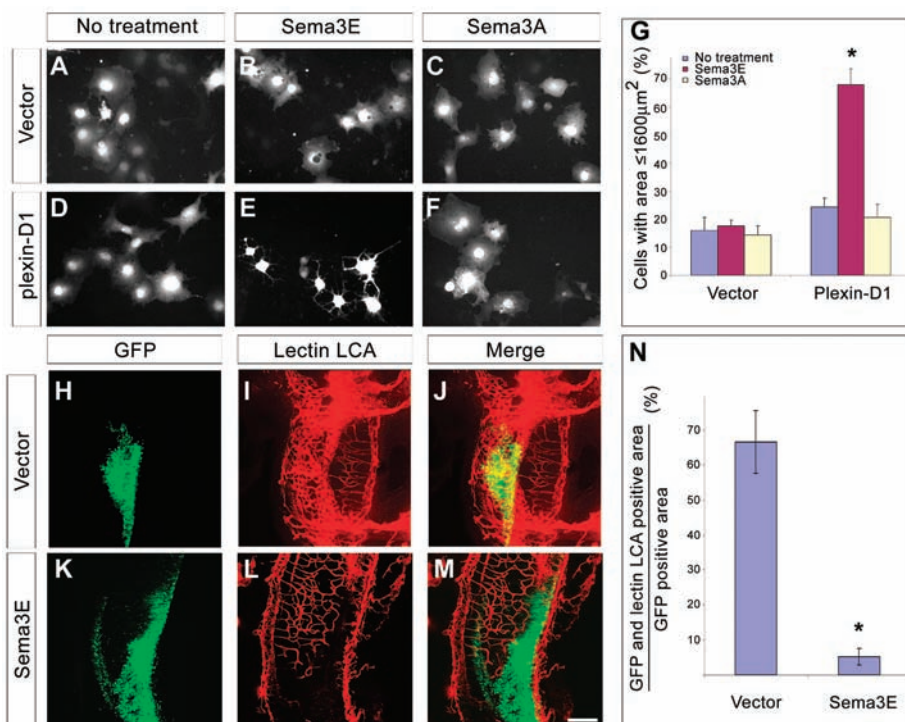 No treatment Sema3E Sema3A
Vector
A B C
plexin-D1
D E F
G
Cells with area ≤1600µm² (%)
No treatment
Sema3E
Sema3A
*
70
60
50
40
30
20
10
0
Vector Plexin-D1
GFP Lectin LCA Merge
Vector
H I J
Sema3E
K L M
N
GFP and lectin LCA positive area
GFP positive area
(%)
70
60
50
40
30
20
10
*
Vector Sema3E